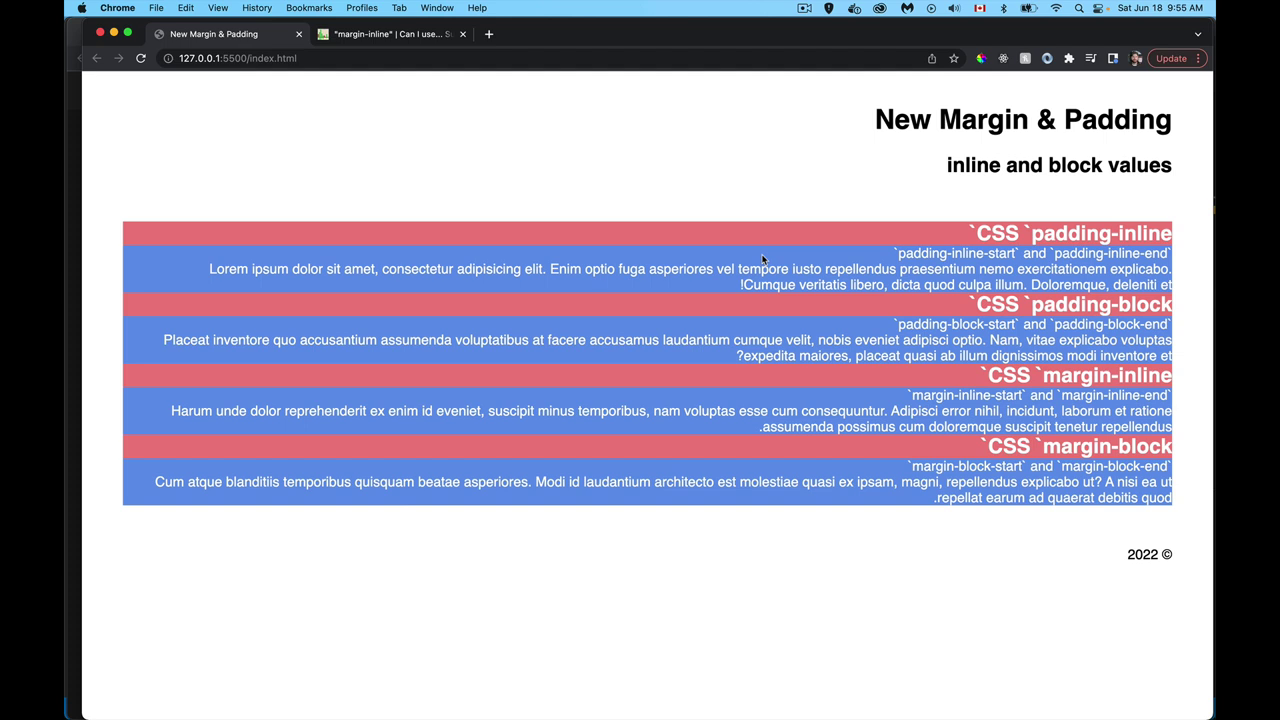 Chrome File Edit View History Bookmarks Profiles Tab Window Help Sat Jun 18 9:55 AM
New Margin & Padding "margin-inline" | Can I use... Su
127.0.0.1:5500/index.html Update
New Margin & Padding
inline and block values
`CSS `padding-inline
`padding-inline-start` and `padding-inline-end`
Lorem ipsum dolor sit amet, consectetur adipisicing elit. Enim optio fuga asperiores vel tempore iusto repellendus praesentium nemo exercitationem explicabo.
!Cumque veritatis libero, dicta quod culpa illum. Doloremque, deleniti et
`CSS `padding-block
`padding-block-start` and `padding-block-end`
Placeat inventore quo accusantium assumenda voluptatibus at facere accusamus laudantium cumque velit, nobis eveniet adipisci optio. Nam, vitae explicabo voluptas
?expedita maiores, placeat quasi ab illum dignissimos modi inventore et
`CSS `margin-inline
`margin-inline-start` and `margin-inline-end`
Harum unde dolor reprehenderit ex enim id eveniet, suscipit minus temporibus, nam voluptas esse cum consequuntur. Adipisci error nihil, incidunt, laborum et ratione
.assumenda possimus cum doloremque suscipit tenetur repellendus
`CSS `margin-block
`margin-block-start` and `margin-block-end`
Cum atque blanditiis temporibus quisquam beatae asperiores. Modi id laudantium architecto est molestiae quasi ex ipsam, magni, repellendus explicabo ut? A nisi ea ut
.repellat earum ad quaerat debitis quod
2022 ©